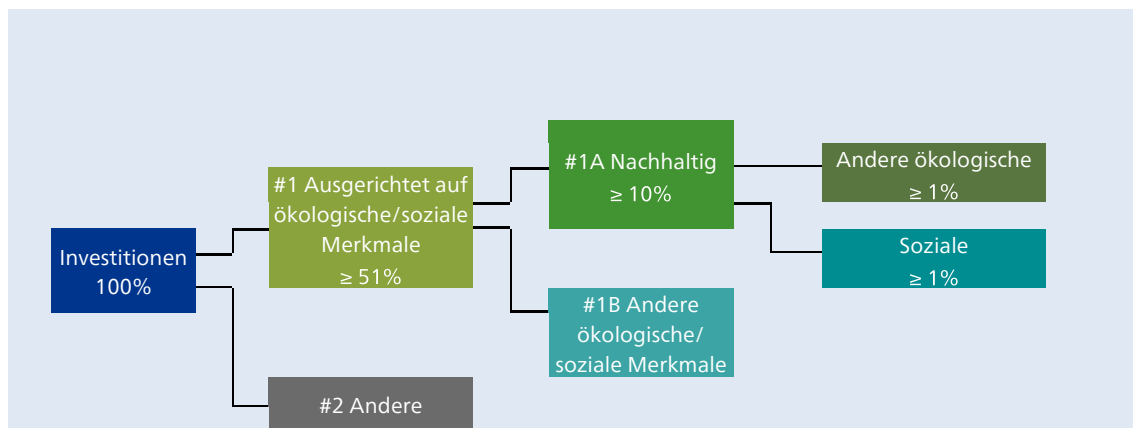 Investitionen
100%
#1 Ausgerichtet auf
ökologische/soziale
Merkmale
≥ 51%
#2 Andere
#1A Nachhaltig
≥ 10%
#1B Andere
ökologische/
soziale Merkmale
Andere ökologische
≥ 1%
Soziale
≥ 1%